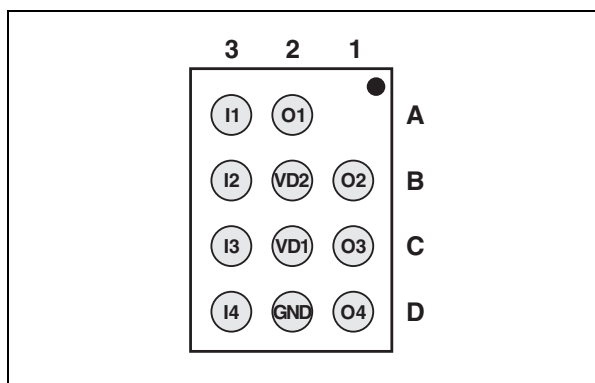 3 2 1
I1 O1 A
I2 VD2 O2 B
I3 VD1 O3 C
I4 GND O4 D